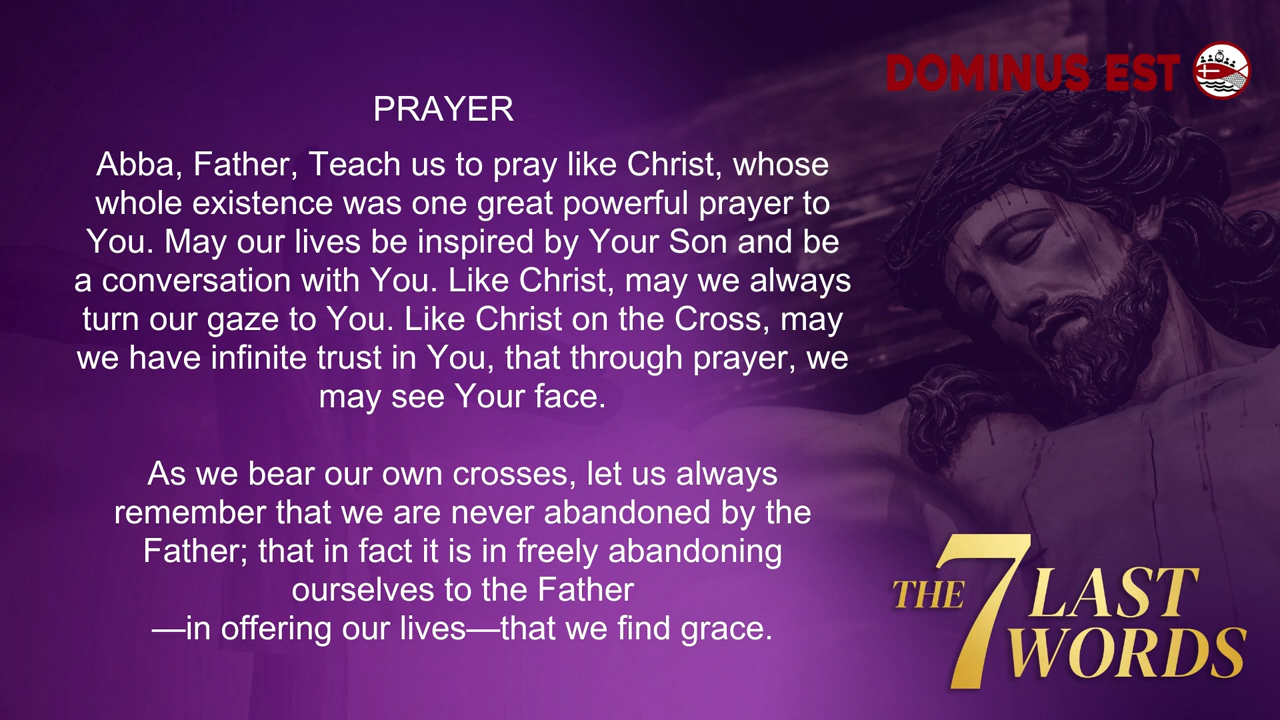 DOMINUS EST
PRAYER
Abba, Father, Teach us to pray like Christ, whose
whole existence was one great powerful prayer to
You. May our lives be inspired by Your Son and be
a conversation with You. Like Christ, may we always
turn our gaze to You. Like Christ on the Cross, may
we have infinite trust in You, that through prayer, we
may see Your face.
As we bear our own crosses, let us always
remember that we are never abandoned by the
Father; that in fact it is in freely abandoning
ourselves to the Father
—in offering our lives—that we find grace.
THE 7 LAST
WORDS